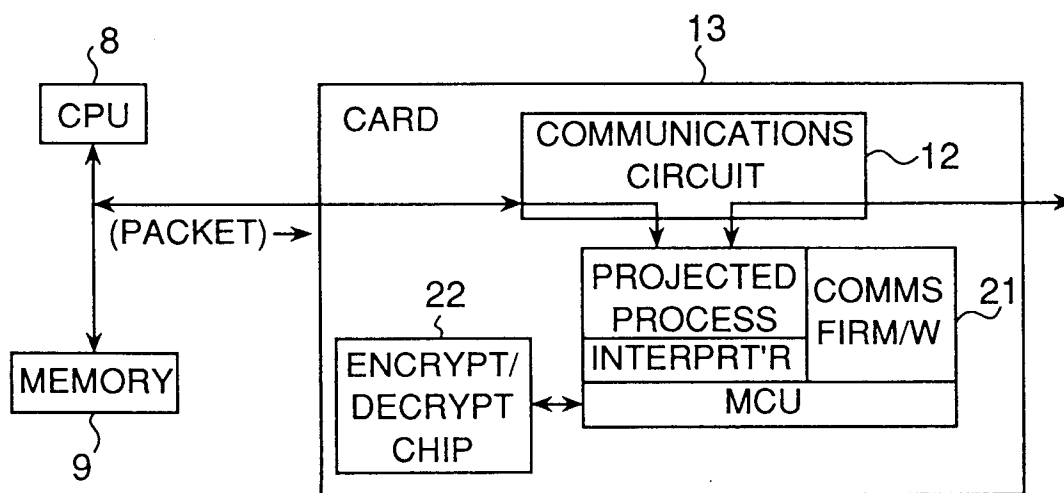 8
CPU
13
CARD
COMMUNICATIONS
CIRCUIT
12
(PACKET)
PROJECTED
PROCESS
COMMS
FIRM/W
21
INTERPRT'R
MCU
22
ENCRYPT/
DECRYPT
CHIP
MEMORY
9